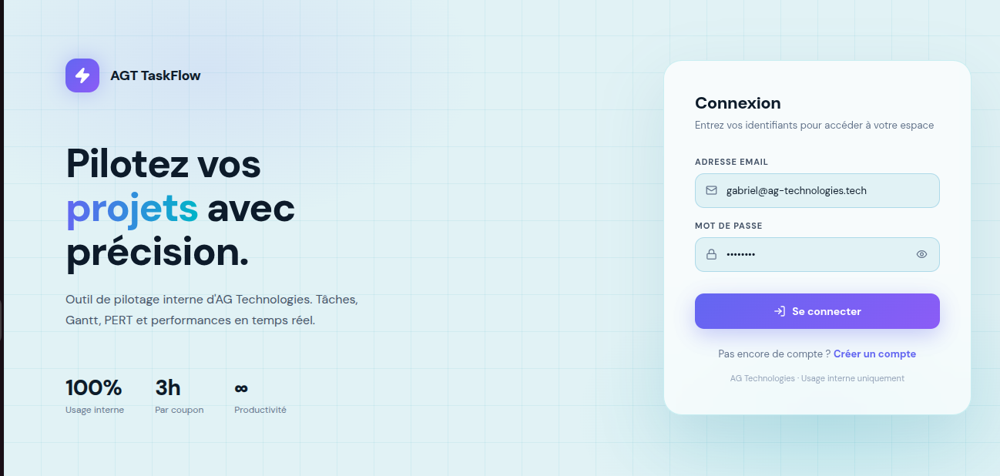 AGT TaskFlow
Pilotez vos
projets avec
précision.
Outil de pilotage interne d'AG Technologies. Tâches,
Gantt, PERT et performances en temps réel.
100%
Usage interne
3h
Par coupon
∞
Productivité
Connexion
Entrez vos identifiants pour accéder à votre espace
ADRESSE EMAIL
gabriel@ag-technologies.tech
MOT DE PASSE
••••••••
Se connecter
Pas encore de compte ? Créer un compte
AG Technologies · Usage interne uniquement